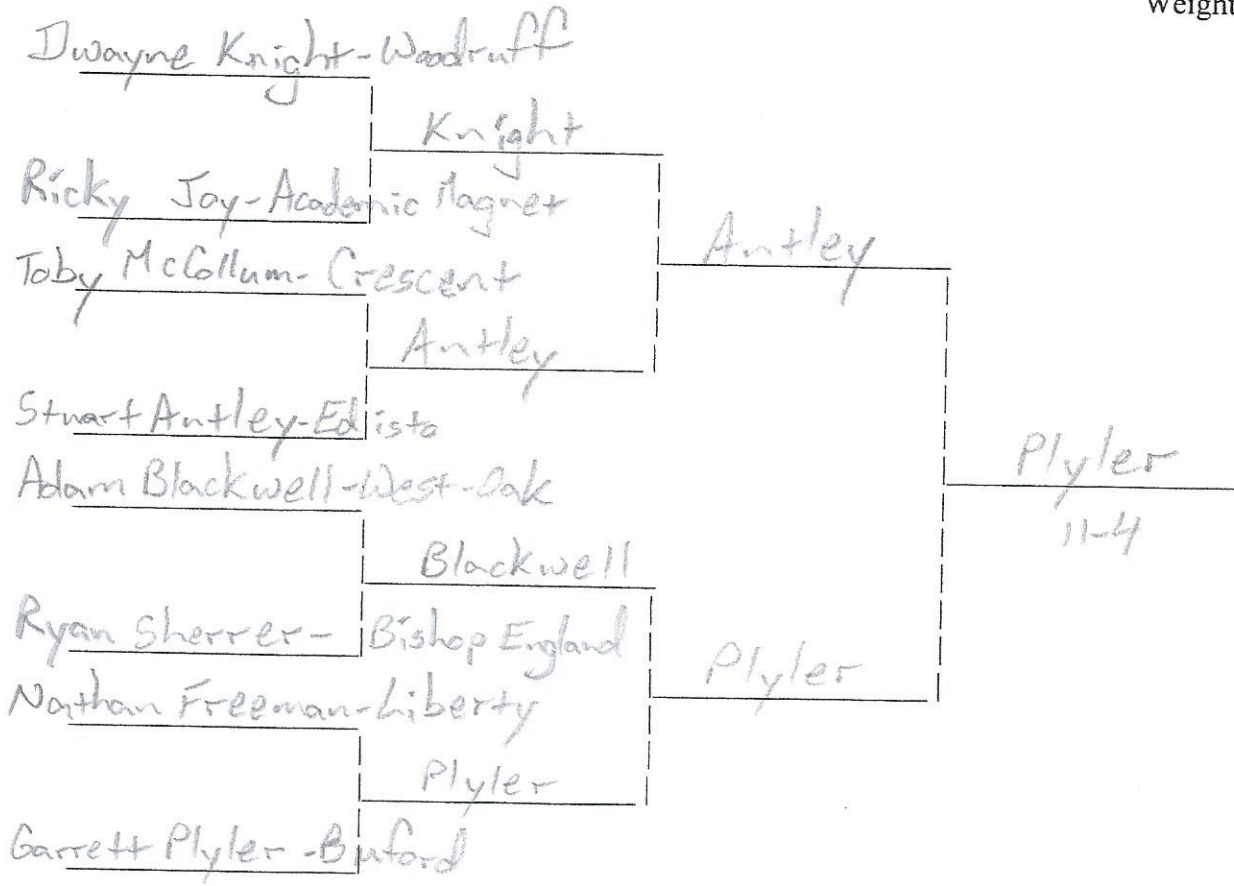 Weight
Dwayne Knight-Woodruff
Knight
Ricky Joy-Academic Magnet
Antley
Toby McCollum-Crescent
Antley
Stuart Antley-Edisto
Plyler
Adam Blackwell-West-Oak
11-4
Blackwell
Ryan Sherrer-Bishop England
Plyler
Nathan Freeman-Liberty
Plyler
Garrett Plyler-Buford